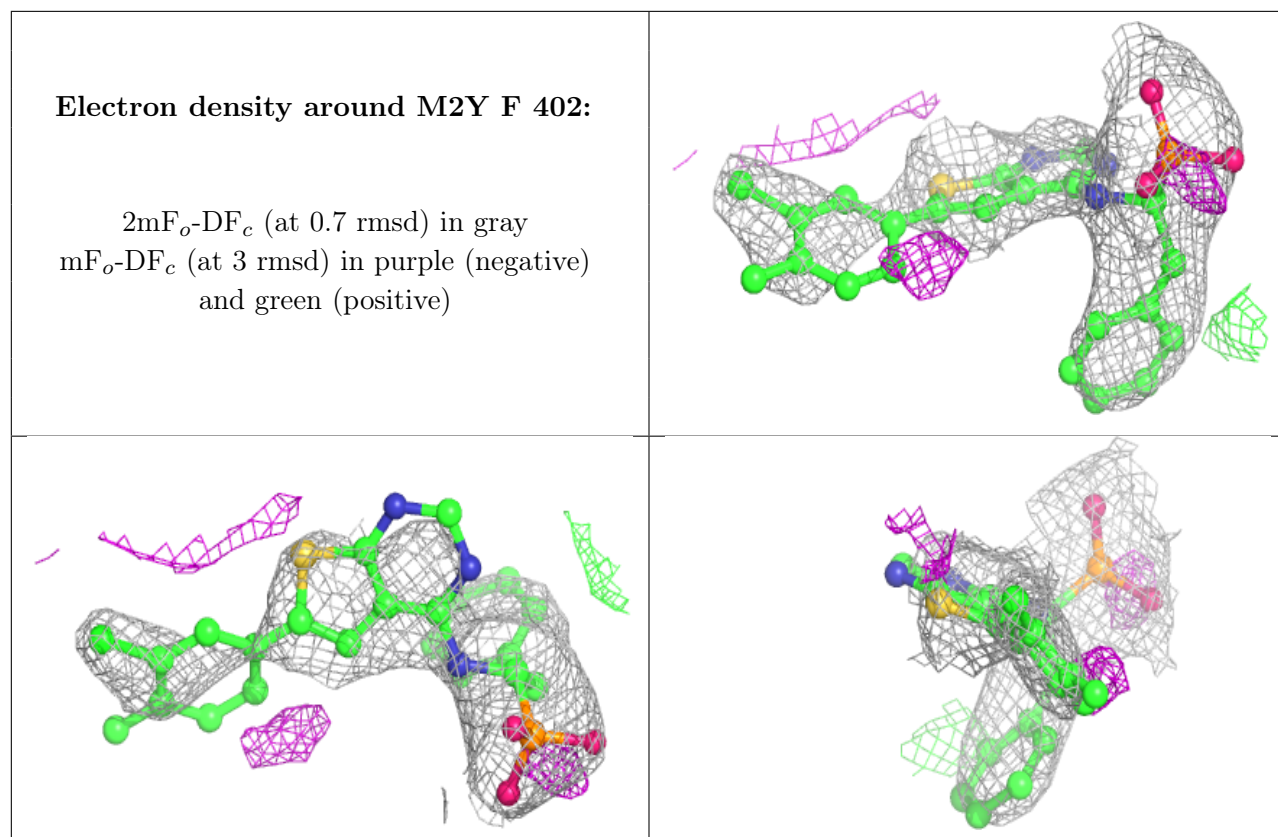 Electron density around M2Y F 402:
2mFₒ-DF𝒸 (at 0.7 rmsd) in gray
mFₒ-DF𝒸 (at 3 rmsd) in purple (negative)
and green (positive)